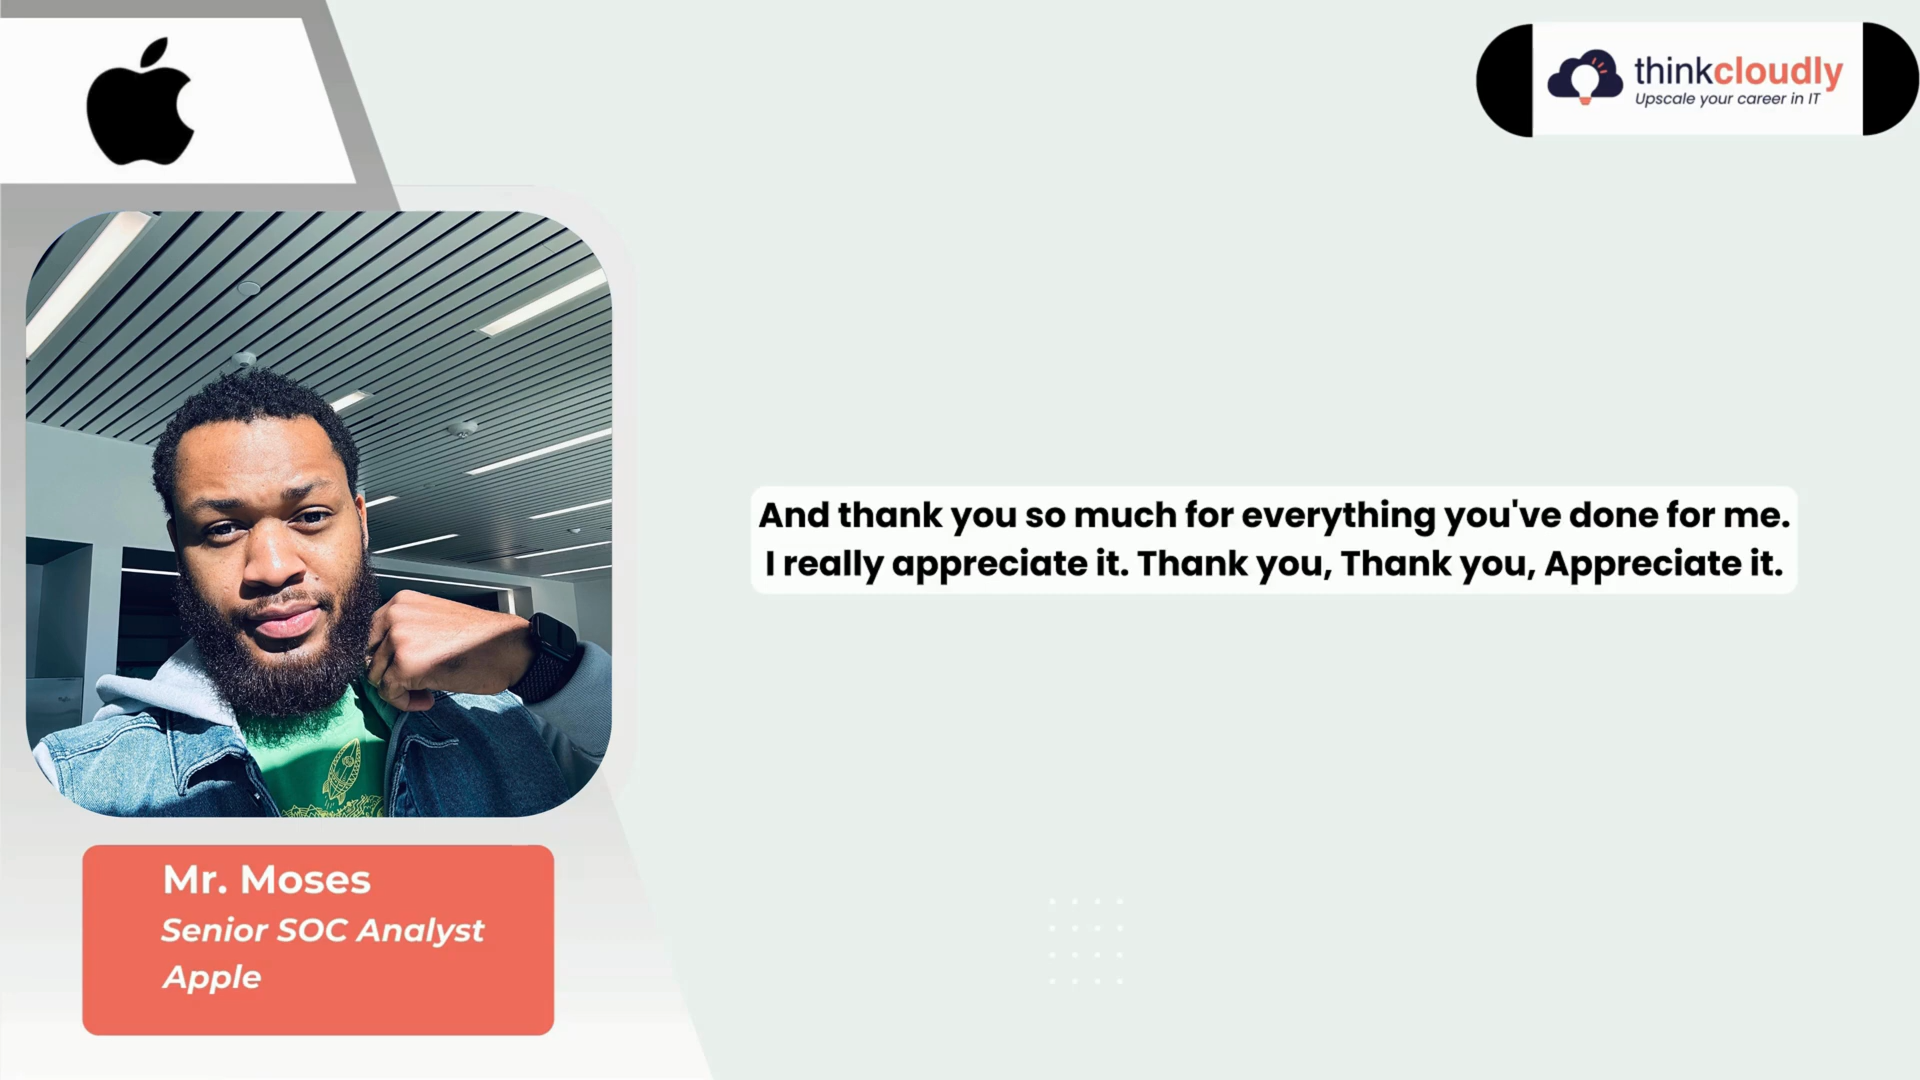 thinkcloudly
Upscale your career in IT
And thank you so much for everything you've done for me.
I really appreciate it. Thank you, Thank you, Appreciate it.
Mr. Moses
Senior SOC Analyst
Apple